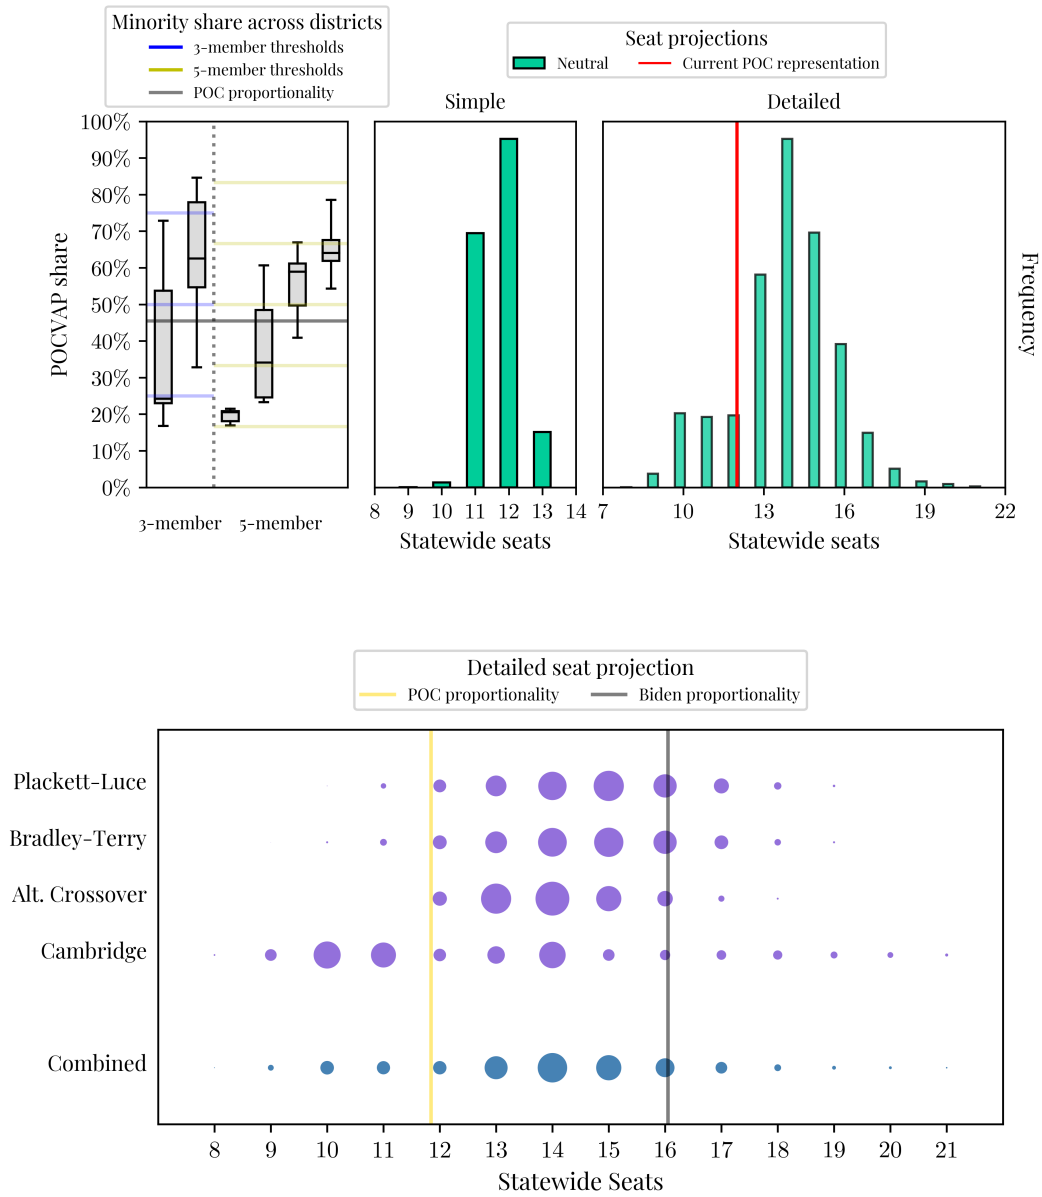 Minority share across districts
3-member thresholds
5-member thresholds
POC proportionality
Seat projections
Neutral
Current POC representation
Simple
Detailed
100%
90%
80%
70%
60%
50%
40%
30%
20%
10%
0%
POCVAP share
Frequency
3-member 5-member
8 9 10 11 12 13 14
7 10 13 16 19 22
Statewide seats
Statewide seats
Detailed seat projection
POC proportionality
Biden proportionality
Plackett-Luce
Bradley-Terry
Alt. Crossover
Cambridge
Combined
8 9 10 11 12 13 14 15 16 17 18 19 20 21
Statewide Seats